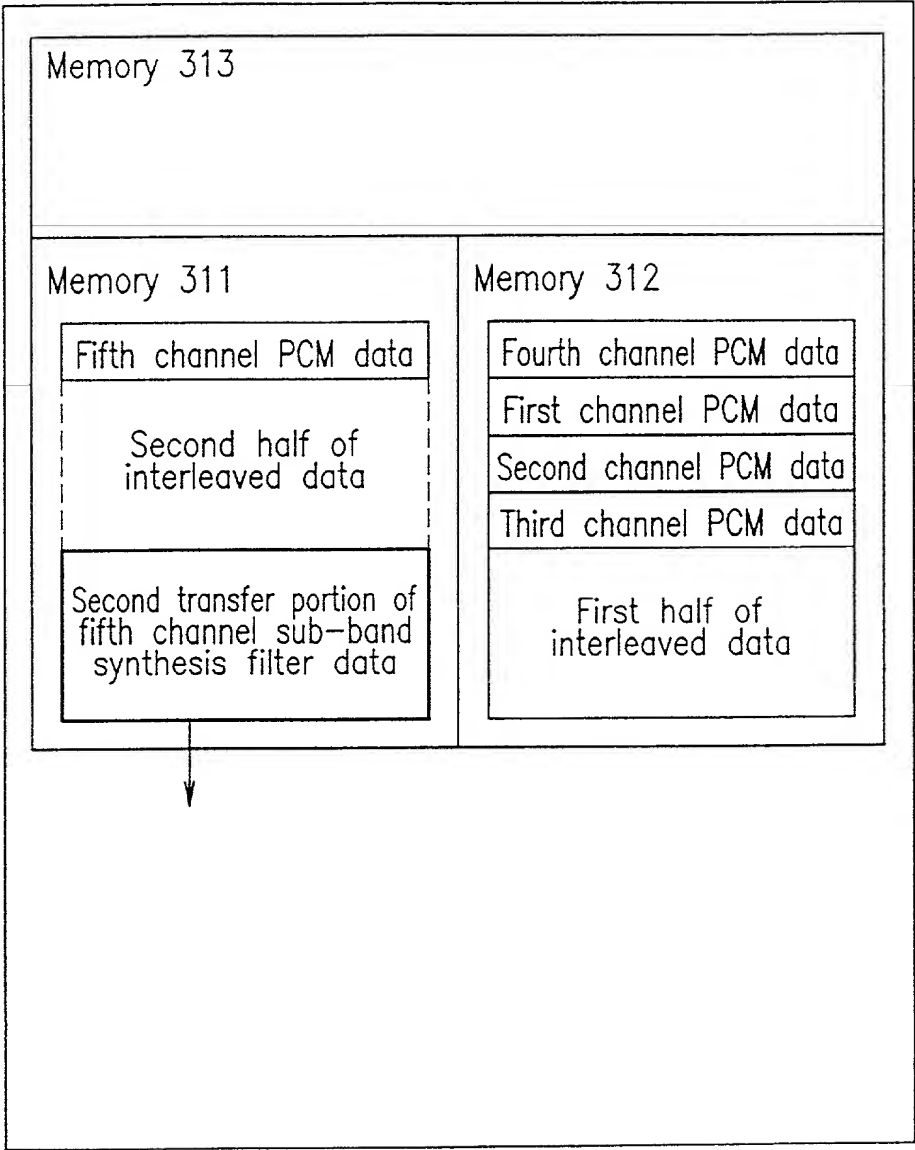 Memory 313
Memory 311
Fifth channel PCM data
Second half of
interleaved data
Second transfer portion of
fifth channel sub-band
synthesis filter data
Memory 312
Fourth channel PCM data
First channel PCM data
Second channel PCM data
Third channel PCM data
First half of
interleaved data